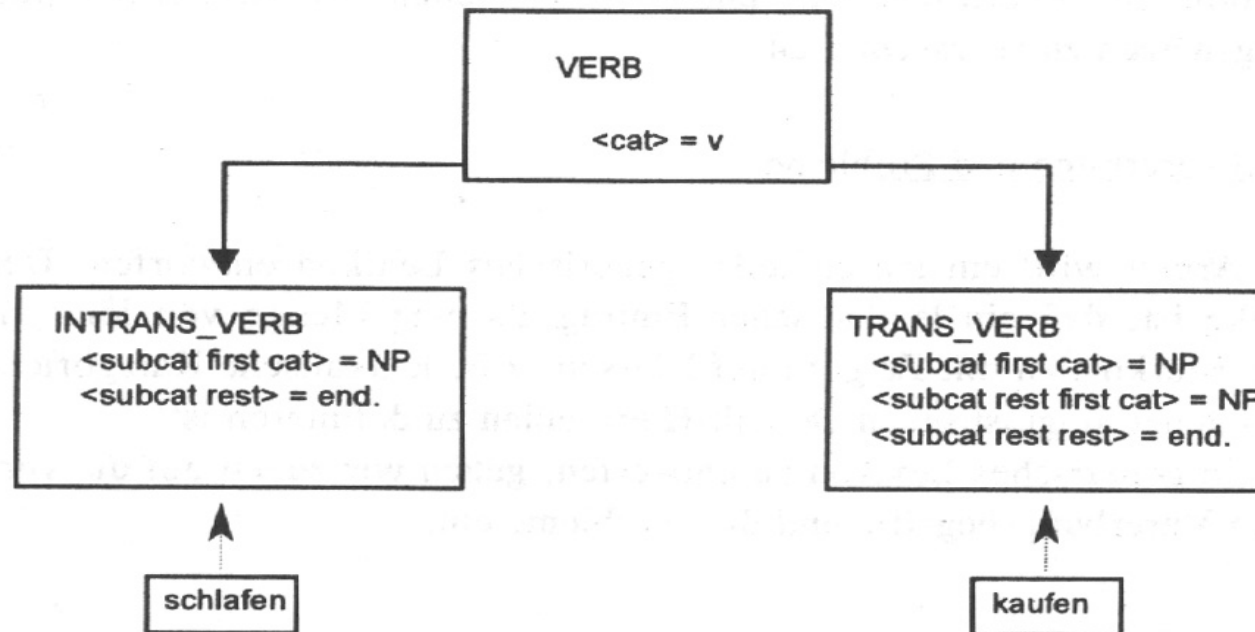 VERB
<cat> = v
INTRANS_VERB
<subcat first cat> = NP
<subcat rest> = end.
TRANS_VERB
<subcat first cat> = NP
<subcat rest first cat> = NP
<subcat rest rest> = end.
schlafen
kaufen